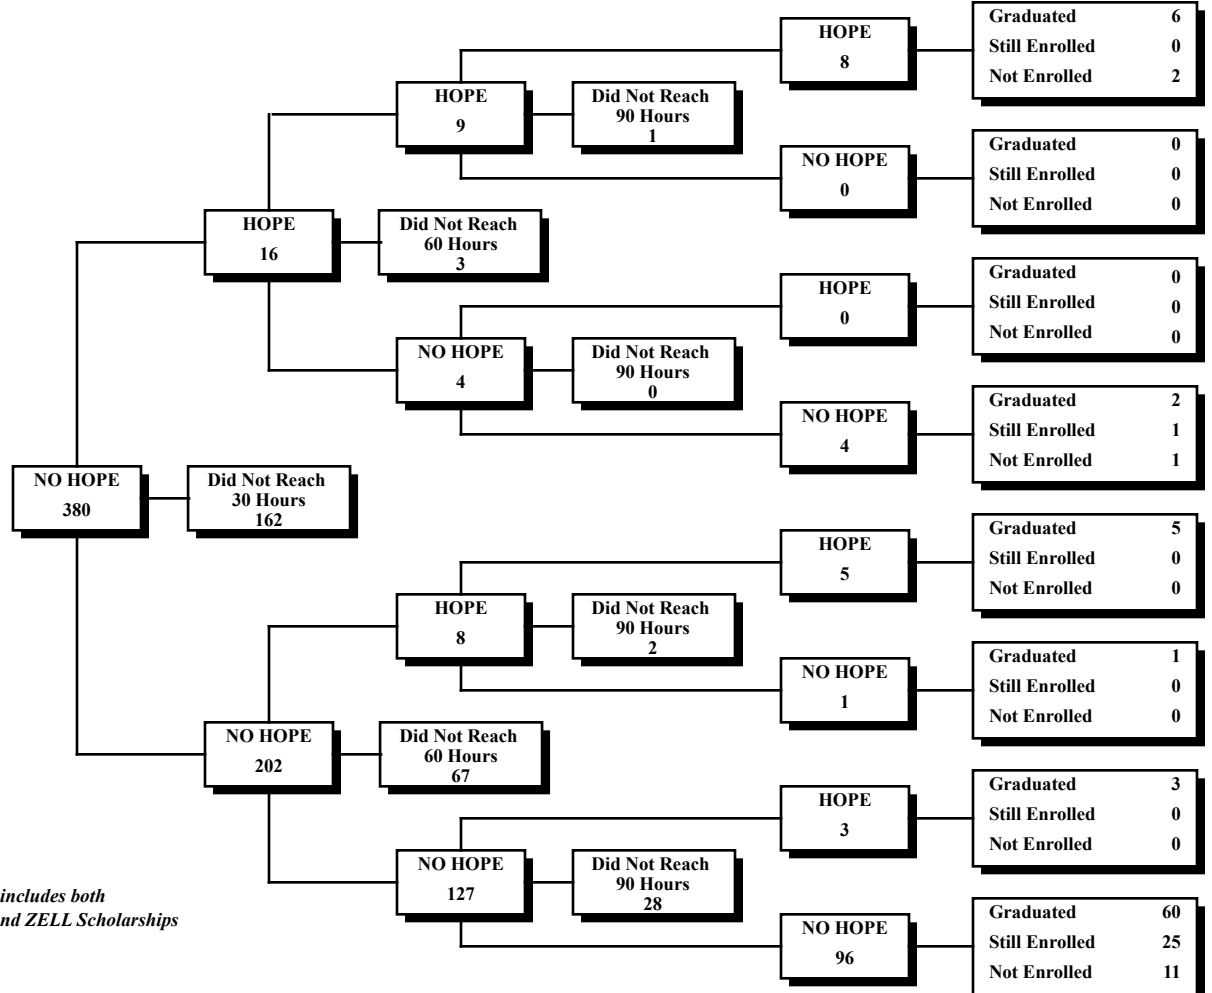 HOPE
8
Graduated 6
Still Enrolled 0
Not Enrolled 2
HOPE
9
Did Not Reach
90 Hours
1
NO HOPE
0
Graduated 0
Still Enrolled 0
Not Enrolled 0
HOPE
16
Did Not Reach
60 Hours
3
HOPE
0
Graduated 0
Still Enrolled 0
Not Enrolled 0
NO HOPE
4
Did Not Reach
90 Hours
0
NO HOPE
4
Graduated 2
Still Enrolled 1
Not Enrolled 1
NO HOPE
380
Did Not Reach
30 Hours
162
HOPE
5
Graduated 5
Still Enrolled 0
Not Enrolled 0
HOPE
8
Did Not Reach
90 Hours
2
NO HOPE
1
Graduated 1
Still Enrolled 0
Not Enrolled 0
NO HOPE
202
Did Not Reach
60 Hours
67
HOPE
3
Graduated 3
Still Enrolled 0
Not Enrolled 0
NO HOPE
127
Did Not Reach
90 Hours
28
NO HOPE
96
Graduated 60
Still Enrolled 25
Not Enrolled 11
includes both
nd ZELL Scholarships